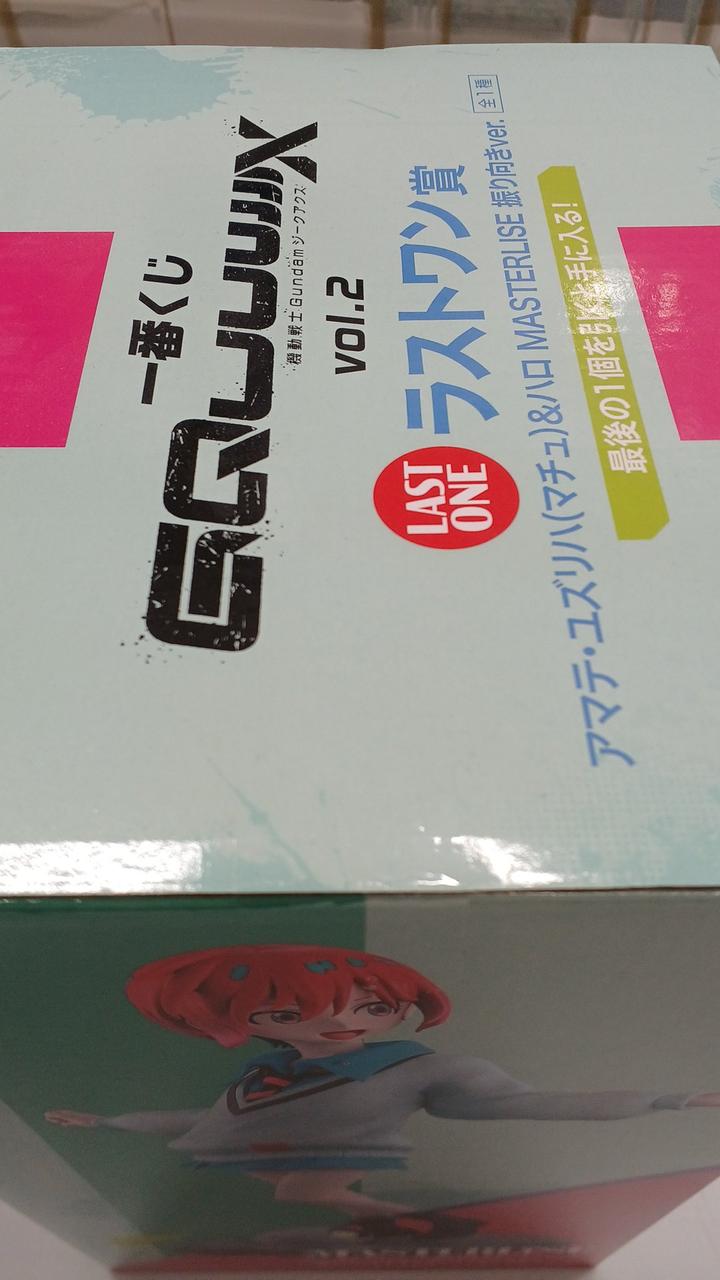 一番くじ
GQuuuuuuX
機動戦士Gundam ジークアクス
vol.2
LAST
ONE
ラストワン賞
アマテ・ユズリハ(マチュ)&ハロ MASTERLISE 振り向きver. 全1種
最後の1個を引くと手に入る!
MASTERLISE